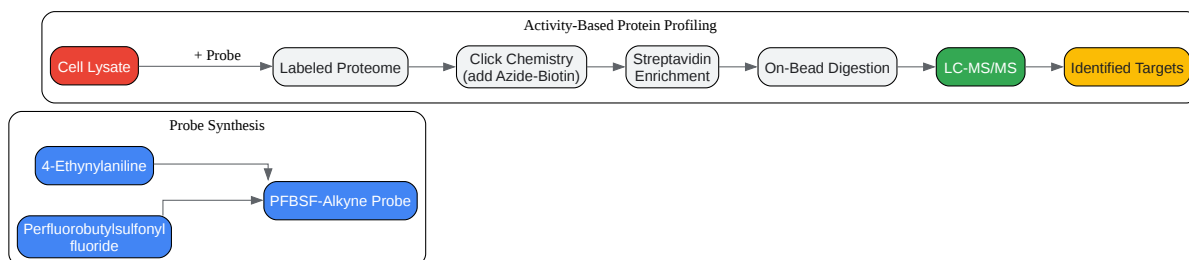 Activity-Based Protein Profiling
Cell Lysate
+ Probe
Labeled Proteome
Click Chemistry
(add Azide-Biotin)
Streptavidin
Enrichment
On-Bead Digestion
LC-MS/MS
Identified Targets
Probe Synthesis
4-Ethynylaniline
PFBSF-Alkyne Probe
Perfluorobutylsulfonyl
fluoride